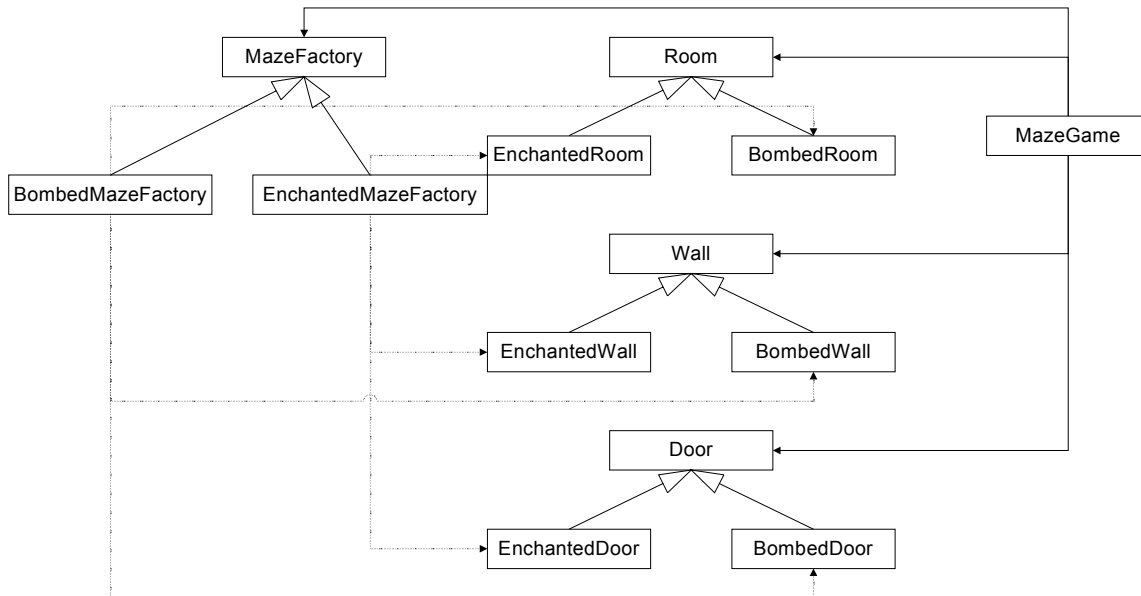 MazeFactory
Room
MazeGame
EnchantedRoom
BombedRoom
BombedMazeFactory
EnchantedMazeFactory
Wall
EnchantedWall
BombedWall
Door
EnchantedDoor
BombedDoor